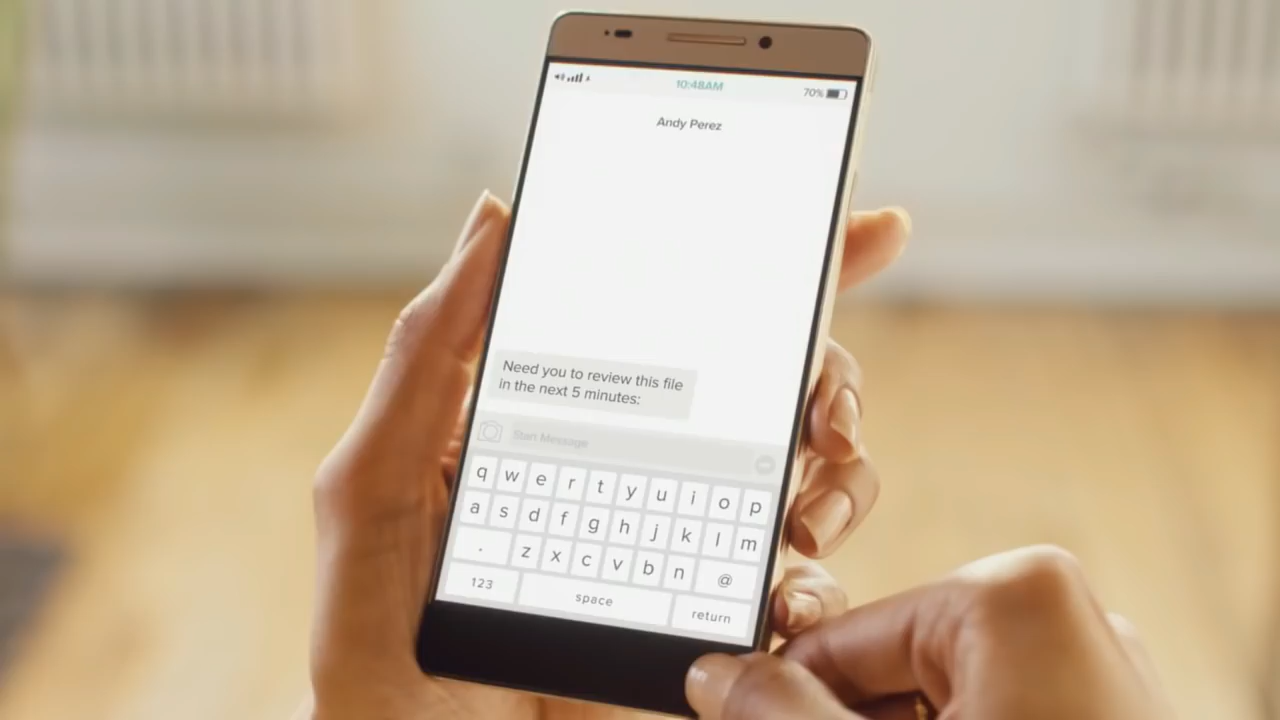 10:48AM
70%
Andy Perez
Need you to review this file
in the next 5 minutes:
Start Message
q w e r t y u i o p
a s d f g h j k l m
. z x c v b n @
123 space return